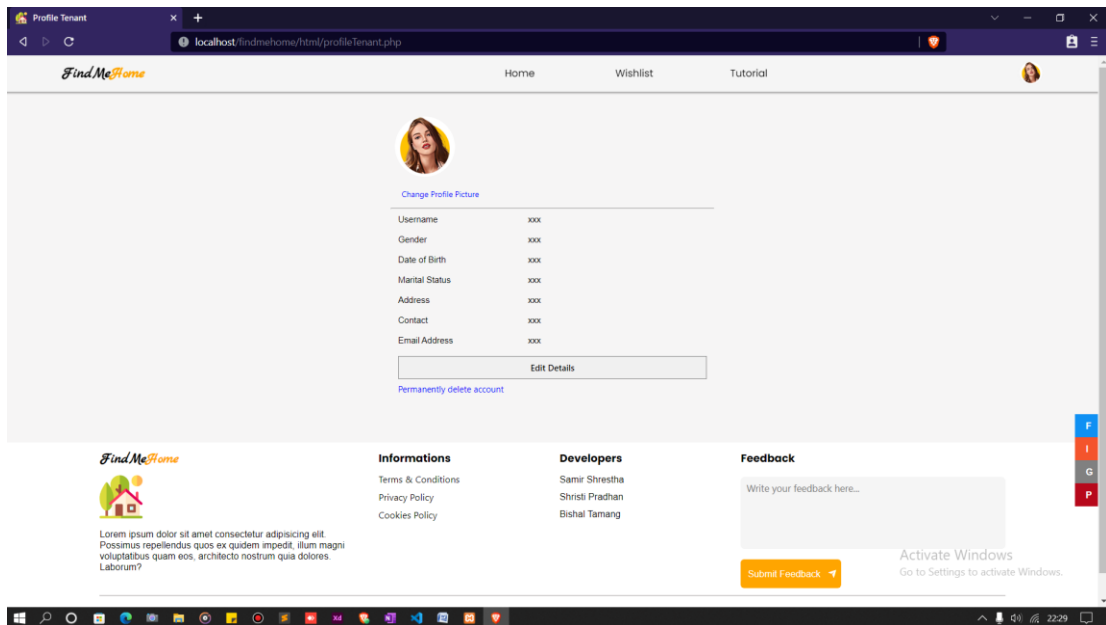 Profile Tenant
localhost/findmehome/html/profileTenant.php
FindMeHome Home Wishlist Tutorial
Change Profile Picture
Username xxx
Gender xxx
Date of Birth xxx
Marital Status xxx
Address xxx
Contact xxx
Email Address xxx
Edit Details
Permanently delete account
F
I
G
P
FindMeHome
Lorem ipsum dolor sit amet consectetur adipisicing elit.
Possimus repellendus quos ex quidem impedit, illum magni
voluptatibus quam eos, architecto nostrum quia dolores.
Laborum?
Informations
Terms & Conditions
Privacy Policy
Cookies Policy
Developers
Samir Shrestha
Shristi Pradhan
Bishal Tamang
Feedback
Write your feedback here...
Submit Feedback
Activate Windows
Go to Settings to activate Windows.
Xd
22:29